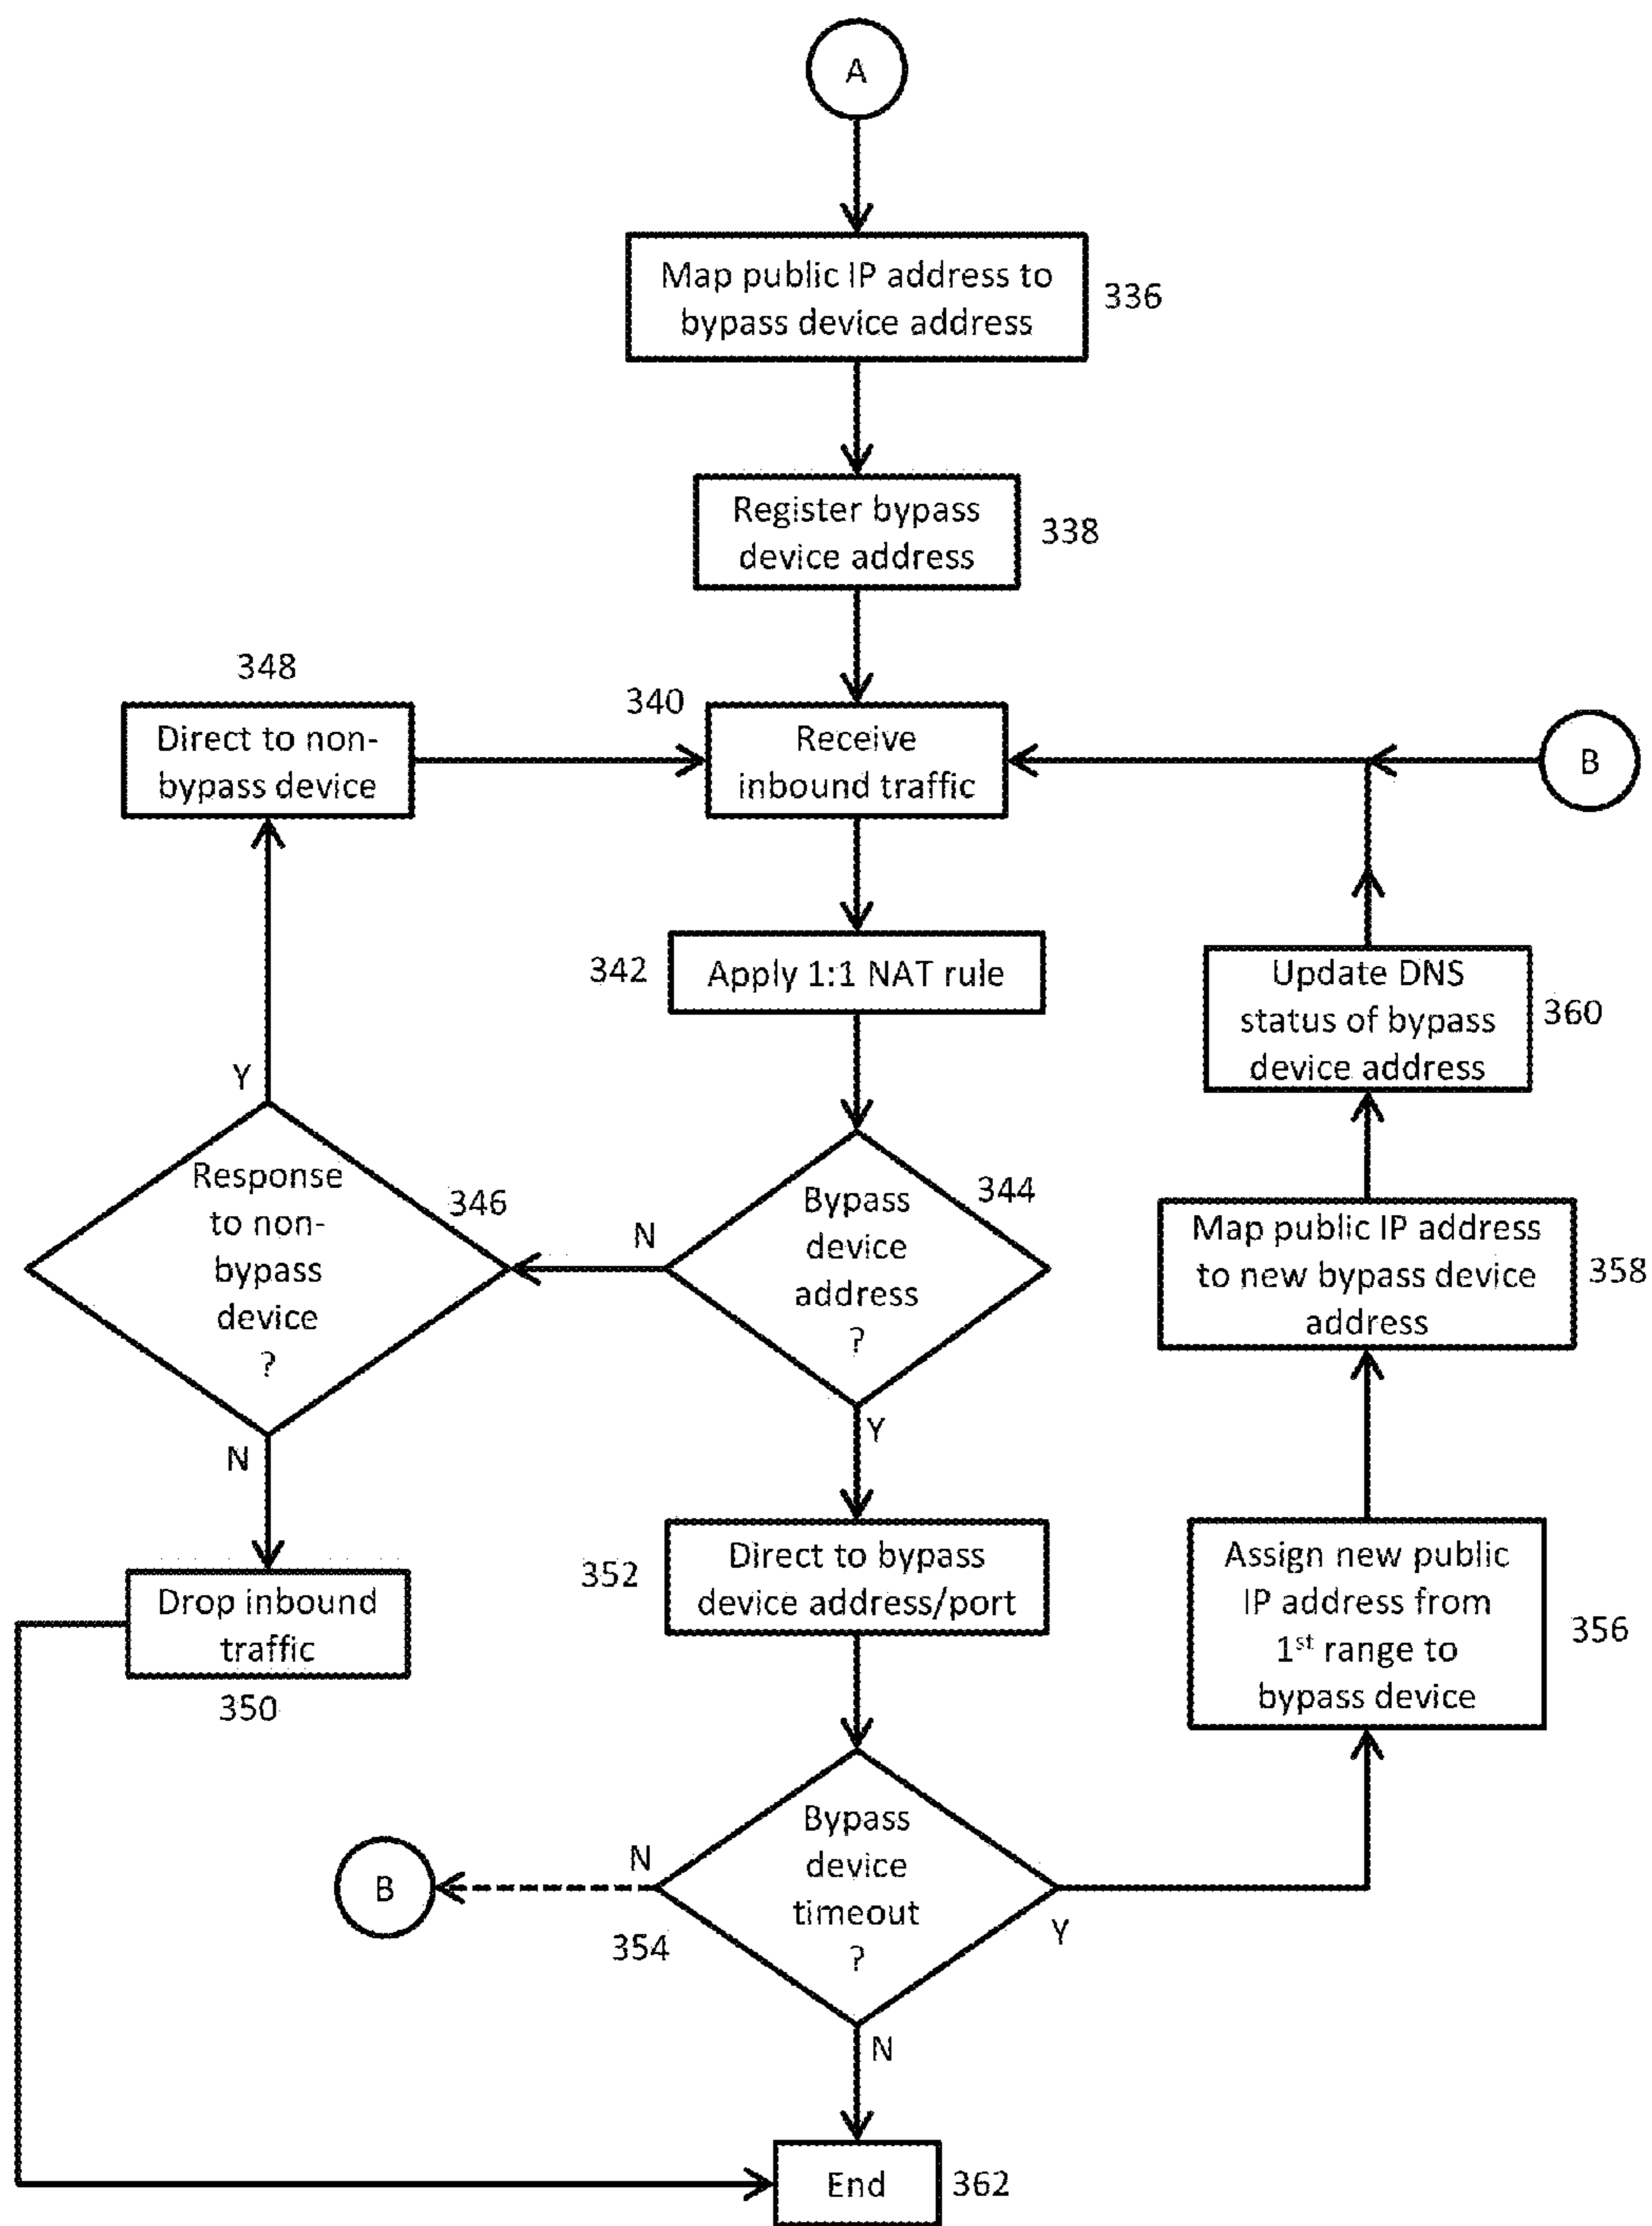 A
Map public IP address to
bypass device address
336
Register bypass
device address
338
348
Direct to non-
bypass device
340
Receive
inbound traffic
B
342
Apply 1:1 NAT rule
Update DNS
status of bypass
device address
360
Y
Response
to non-
bypass
device
?
346
N
Bypass
device
address
?
344
Map public IP address
to new bypass device
address
358
N
Y
Drop inbound
traffic
350
352
Direct to bypass
device address/port
Assign new public
IP address from
1st range to
bypass device
356
B
N
354
Bypass
device
timeout
?
Y
N
End
362